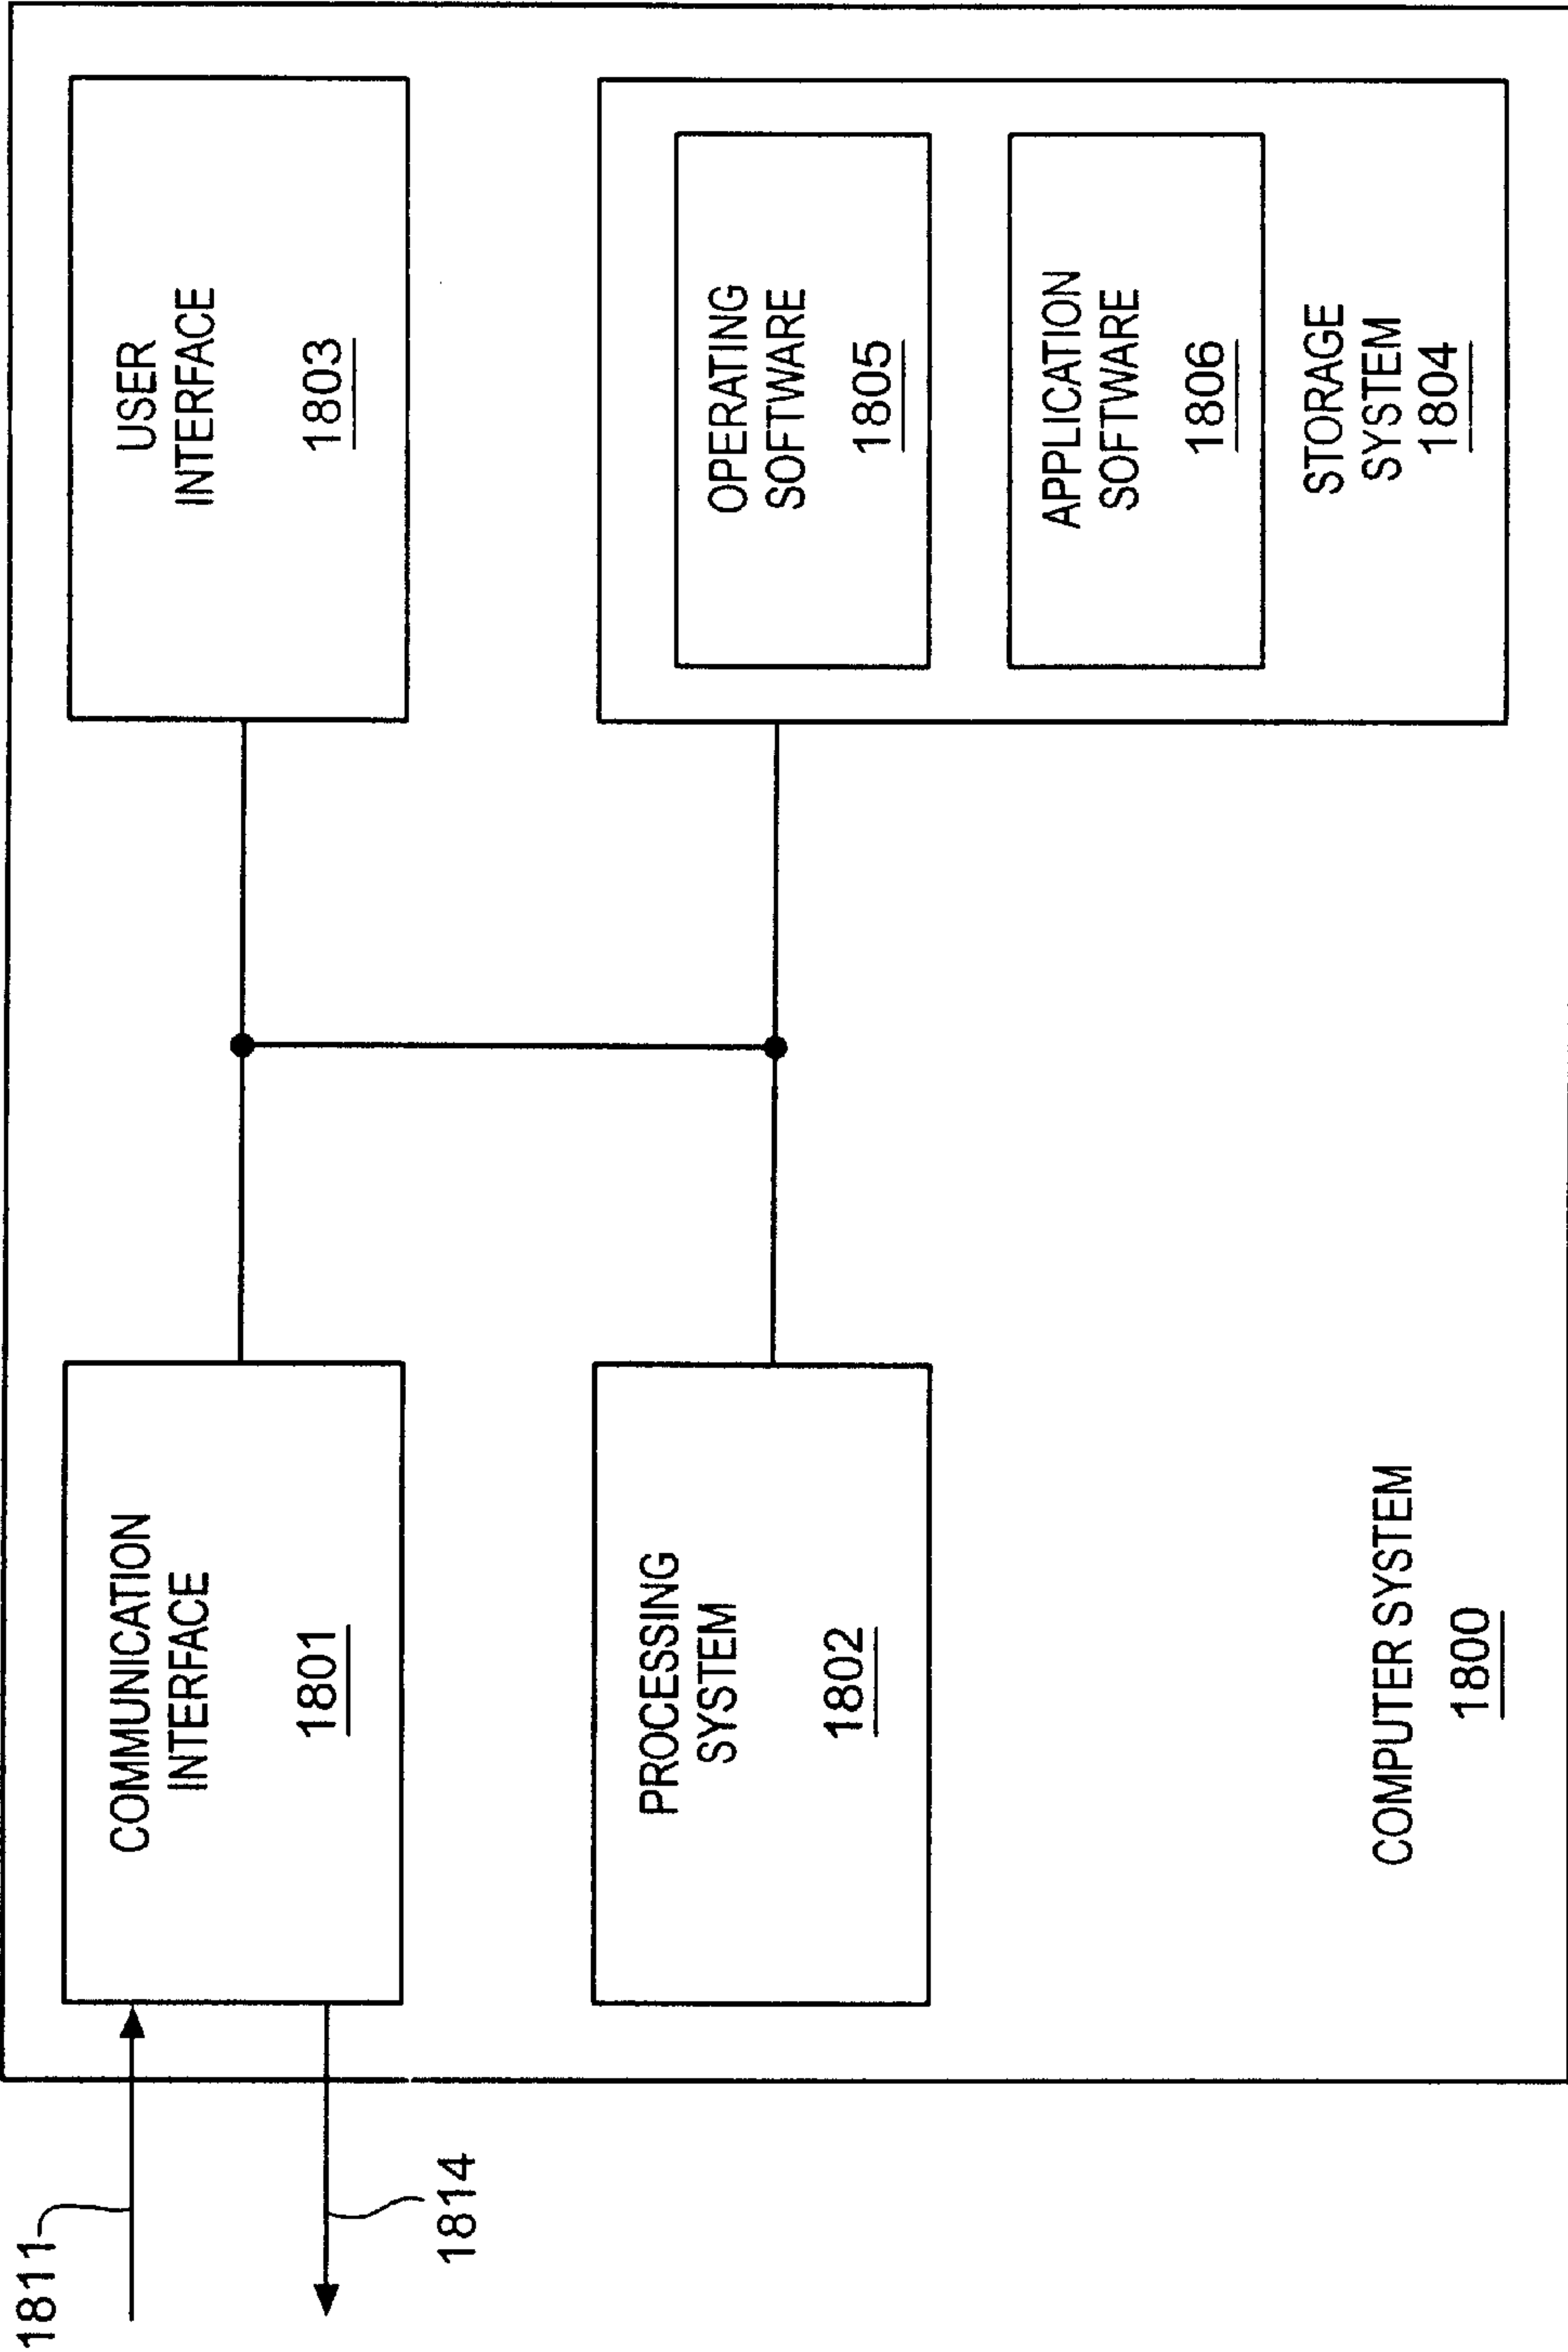 1811
1814
COMMUNICATION
INTERFACE
1801
USER
INTERFACE
1803
PROCESSING
SYSTEM
1802
OPERATING
SOFTWARE
1805
APPLICATION
SOFTWARE
1806
STORAGE
SYSTEM
1804
COMPUTER SYSTEM
1800